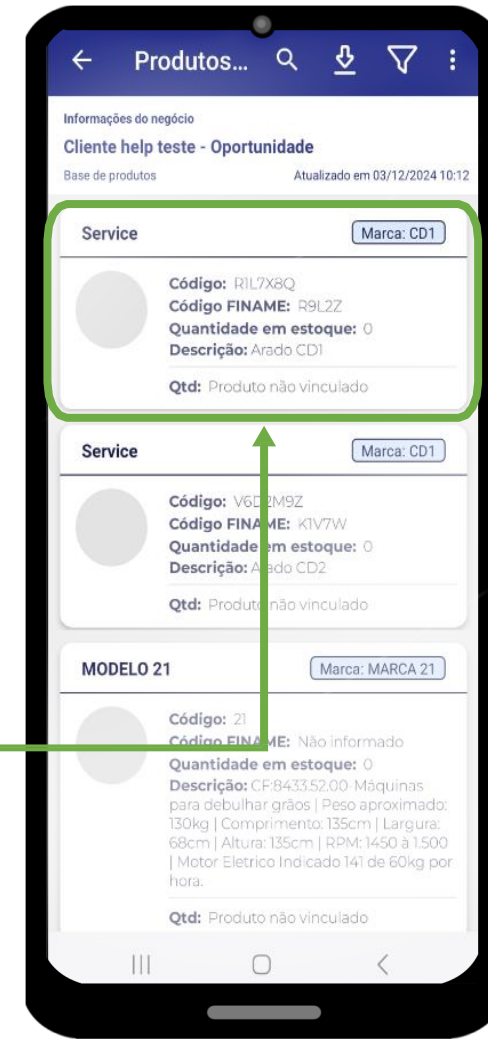 Produtos...
Informações do negócio
Cliente help teste - Oportunidade
Base de produtos Atualizado em 03/12/2024 10:12
Service Marca: CD1
Código: R1L7X8Q
Código FINAME: R9L2Z
Quantidade em estoque: 0
Descrição: Arado CD1
Qtd: Produto não vinculado
Service Marca: CD1
Código: V6D2M9Z
Código FINAME: K1V7W
Quantidade em estoque: 0
Descrição: Arado CD2
Qtd: Produto não vinculado
MODELO 21 Marca: MARCA 21
Código: 21
Código FINAME: Não informado
Quantidade em estoque: 0
Descrição: CF:8433.52.00-Máquinas
para debulhar grãos | Peso aproximado:
130kg | Comprimento: 135cm | Largura:
68cm | Altura: 135cm | RPM: 1450 à 1.500
| Motor Eletrico Indicado 141 de 60kg por
hora.
Qtd: Produto não vinculado